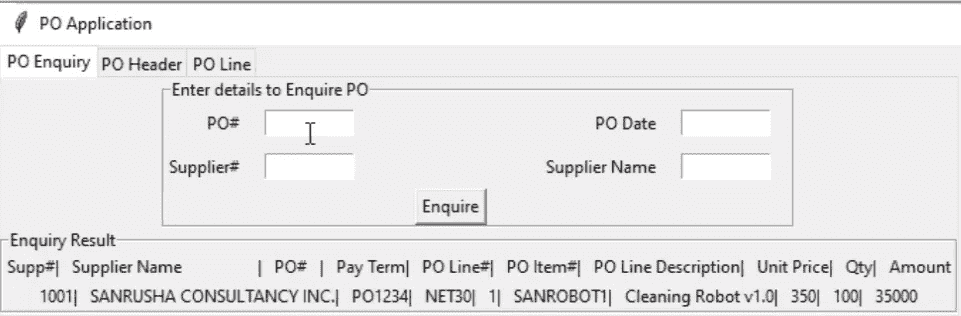 PO Application
PO Enquiry PO Header PO Line
Enter details to Enquire PO
PO# PO Date
Supplier# Supplier Name
Enquire
Enquiry Result
Supp#| Supplier Name | PO# | Pay Term| PO Line#| PO Item#| PO Line Description| Unit Price| Qty| Amount
1001| SANRUSHA CONSULTANCY INC.| PO1234| NET30| 1| SANROBOT1| Cleaning Robot v1.0| 350| 100| 35000